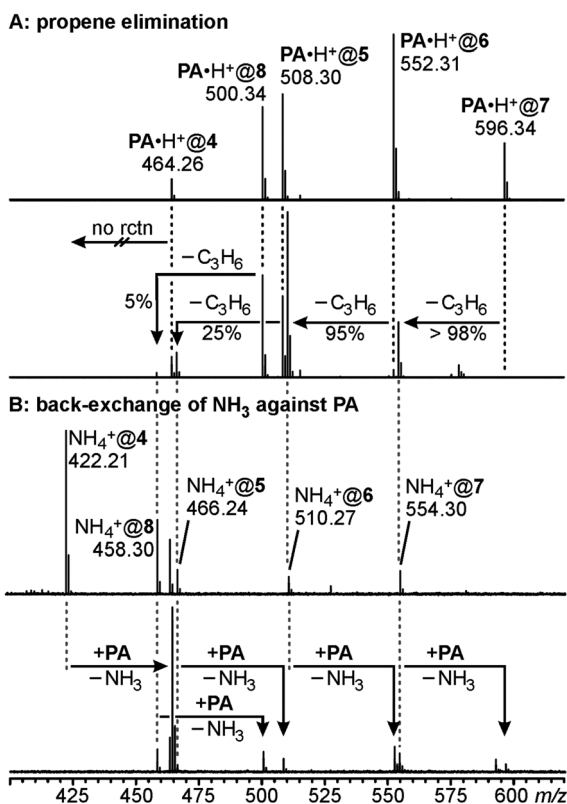 A: propene elimination
PA•H⁺@6
552.31
PA•H⁺@5
508.30
PA•H⁺@8
500.34
PA•H⁺@7
596.34
PA•H⁺@4
464.26
no rctn
–C₃H₆
5%
–C₃H₆
25%
–C₃H₆
95%
–C₃H₆
> 98%
B: back-exchange of NH₃ against PA
NH₄⁺@4
422.21
NH₄⁺@8
458.30
NH₄⁺@5
466.24
NH₄⁺@6
510.27
NH₄⁺@7
554.30
+PA
–NH₃
+PA
–NH₃
+PA
–NH₃
+PA
–NH₃
+PA
–NH₃
425 450 475 500 525 550 575 600 m/z